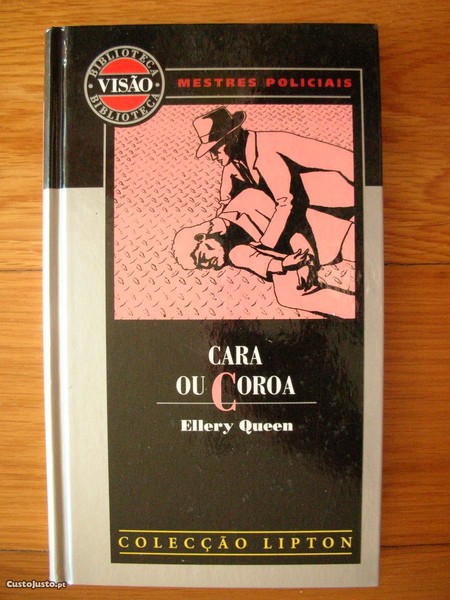 BIBLIOTECA
VISÃO
BIBLIOTECA
MESTRES POLICIAIS
CARA
OU COROA
Ellery Queen
COLECÇÃO LIPTON
CustoJusto.pt